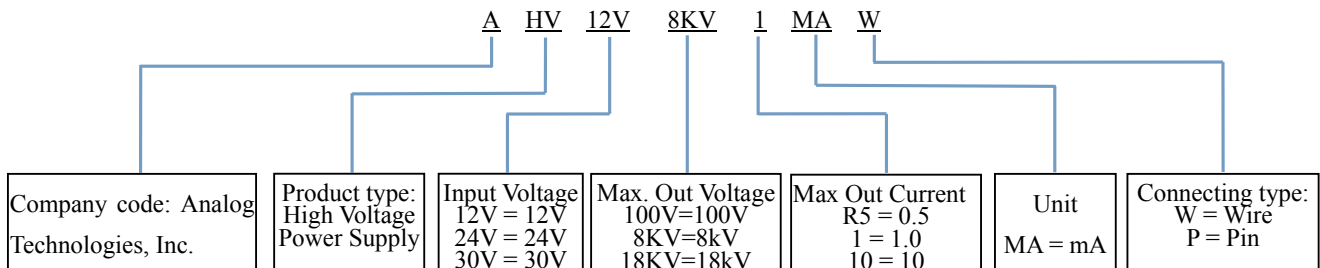 A HV 12V 8KV 1 MA W
Company code: Analog
Technologies, Inc.
Product type:
High Voltage
Power Supply
Input Voltage
12V = 12V
24V = 24V
30V = 30V
Max. Out Voltage
100V=100V
8KV=8kV
18KV=18kV
Max Out Current
R5 = 0.5
1 = 1.0
10 = 10
Unit
MA = mA
Connecting type:
W = Wire
P = Pin